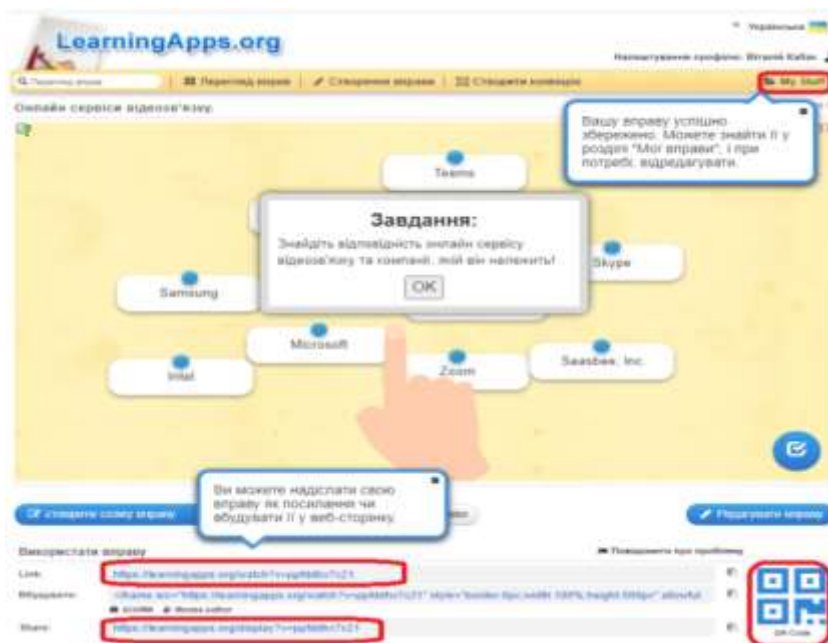 LearningApps.org
Українська
Налаштування профілю: Віталій Кабак
Перегляд вправ | Створення вправи | Створити колекцію
My Stuff
Онлайн сервіси відеозв'язку
Вашу вправу успішно
збережено. Можете знайти її у
розділі "Мої вправи", і при
потребі, відредагувати.
Teams
Завдання:
Знайдіть відповідність онлайн сервісу
відеозв'язку та компанії, якій він належить!
OK
Skype
Samsung
Microsoft
Intel
Zoom
Saasbee, Inc.
Ви можете надіслати свою
вправу як посилання чи
вбудувати її у веб-сторінку.
Створити схожу вправу
Редагувати вправу
Використати вправу
Повідомити про проблему
Link:
Вбудувати:
SCORM
Share:
QR-Code